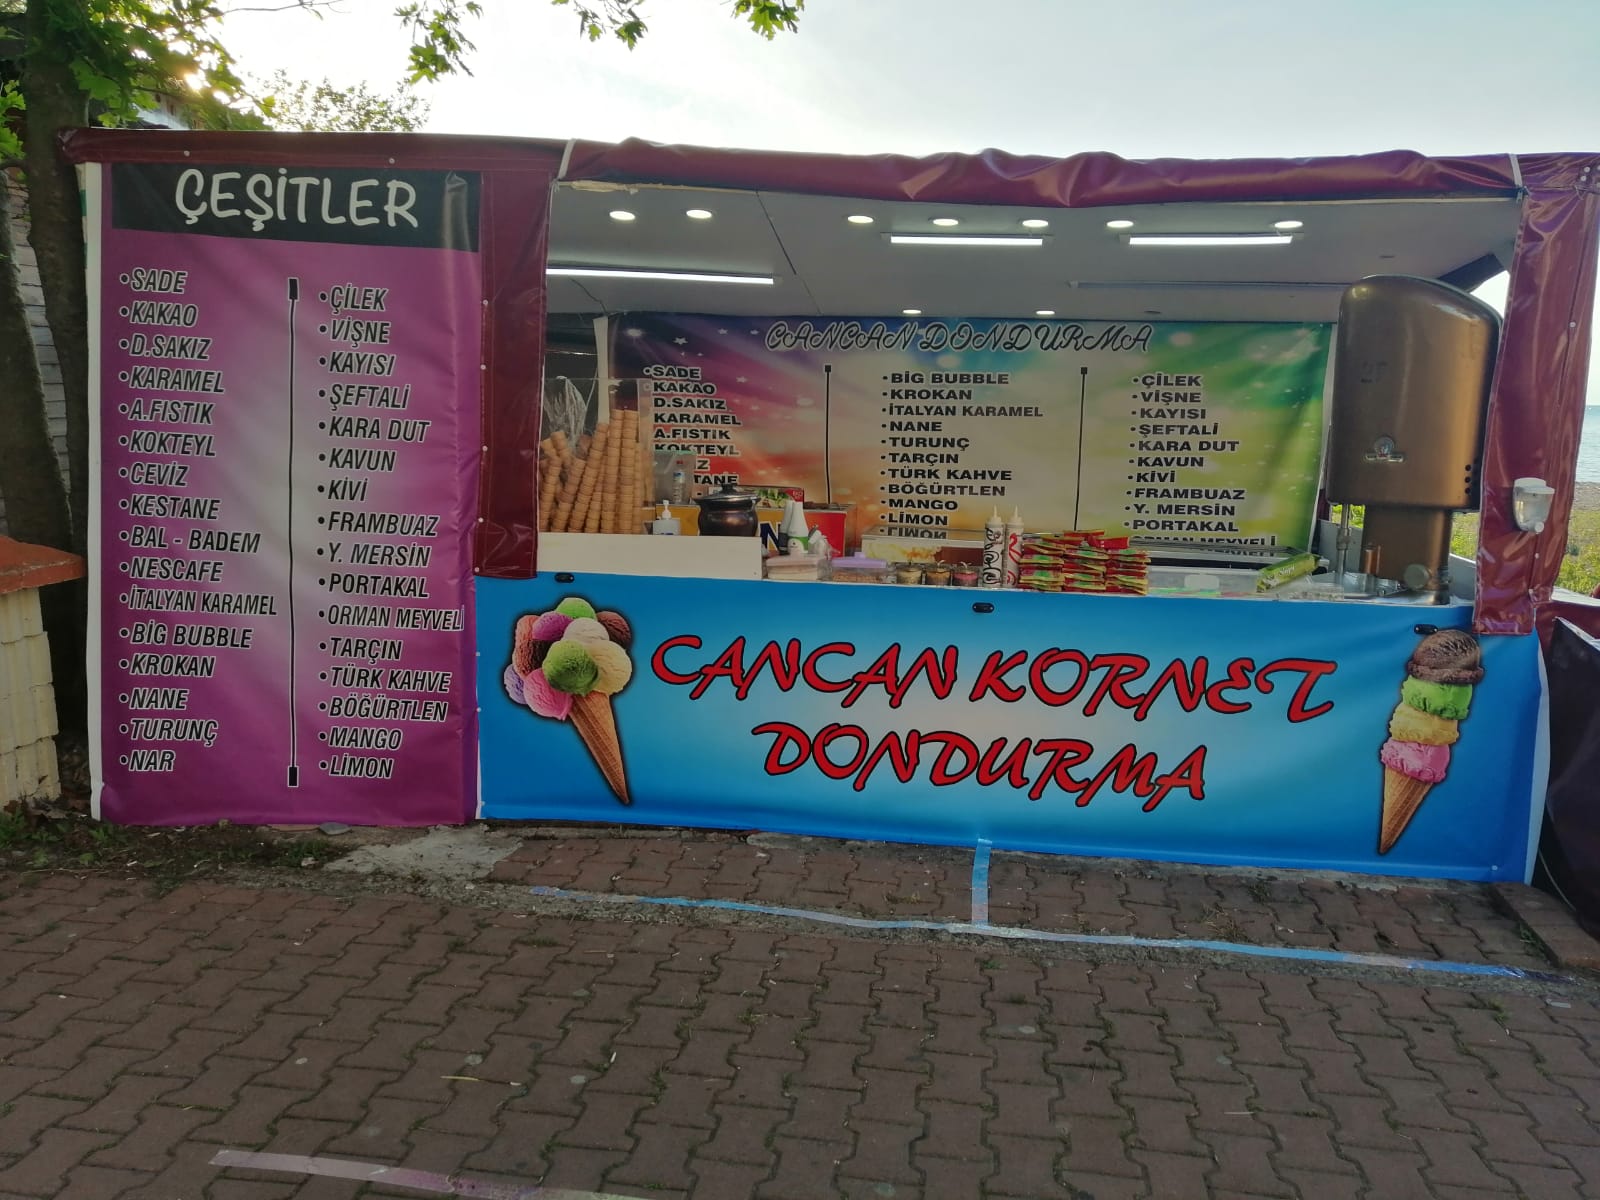 ÇEŞİTLER
•SADE
•KAKAO
•D.SAKIZ
•KARAMEL
•A.FISTIK
•KOKTEYL
•CEVİZ
•KESTANE
•BAL - BADEM
•NESCAFE
•İTALYAN KARAMEL
•BİG BUBBLE
•KROKAN
•NANE
•TURUNÇ
•NAR
•ÇİLEK
•VİŞNE
•KAYISI
•ŞEFTALİ
•KARA DUT
•KAVUN
•KİVİ
•FRAMBUAZ
•Y. MERSİN
•PORTAKAL
•ORMAN MEYVELİ
•TARÇIN
•TÜRK KAHVE
•BÖĞÜRTLEN
•MANGO
•LİMON
CANCAN DONDURMA
•SADE
KAKAO
D.SAKIZ
KARAMEL
A.FISTIK
KOKTEYL
Z
TANE
•BİG BUBBLE
•KROKAN
•İTALYAN KARAMEL
•NANE
•TURUNÇ
•TARÇIN
•TÜRK KAHVE
•BÖĞÜRTLEN
•MANGO
•LİMON
•ÇİLEK
•VİŞNE
•KAYISI
•ŞEFTALİ
•KARA DUT
•KAVUN
•KİVİ
•FRAMBUAZ
•Y. MERSİN
•PORTAKAL
ORMAN MEYVELİ
CANCAN KORNET
DONDURMA